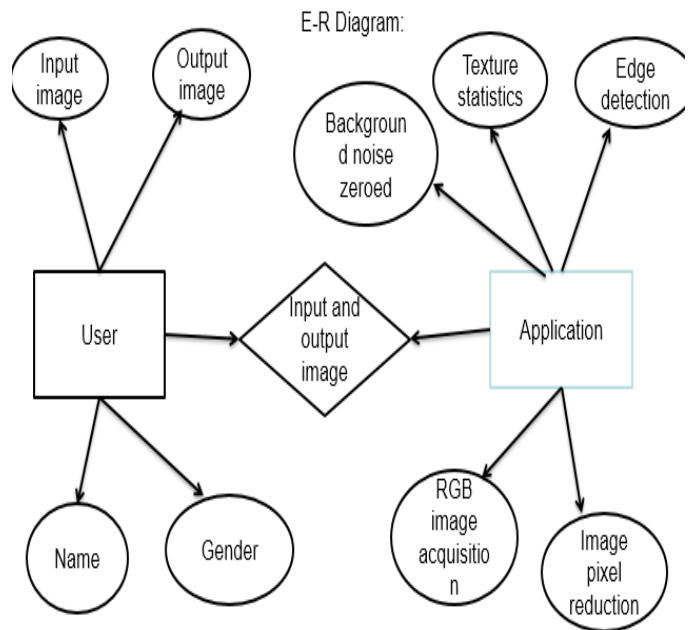 E-R Diagram:
Input
image
Output
image
Backgroun
d noise
zeroed
Texture
statistics
Edge
detection
User
Input and
output
image
Application
Name
Gender
RGB
image
acquisitio
n
Image
pixel
reduction